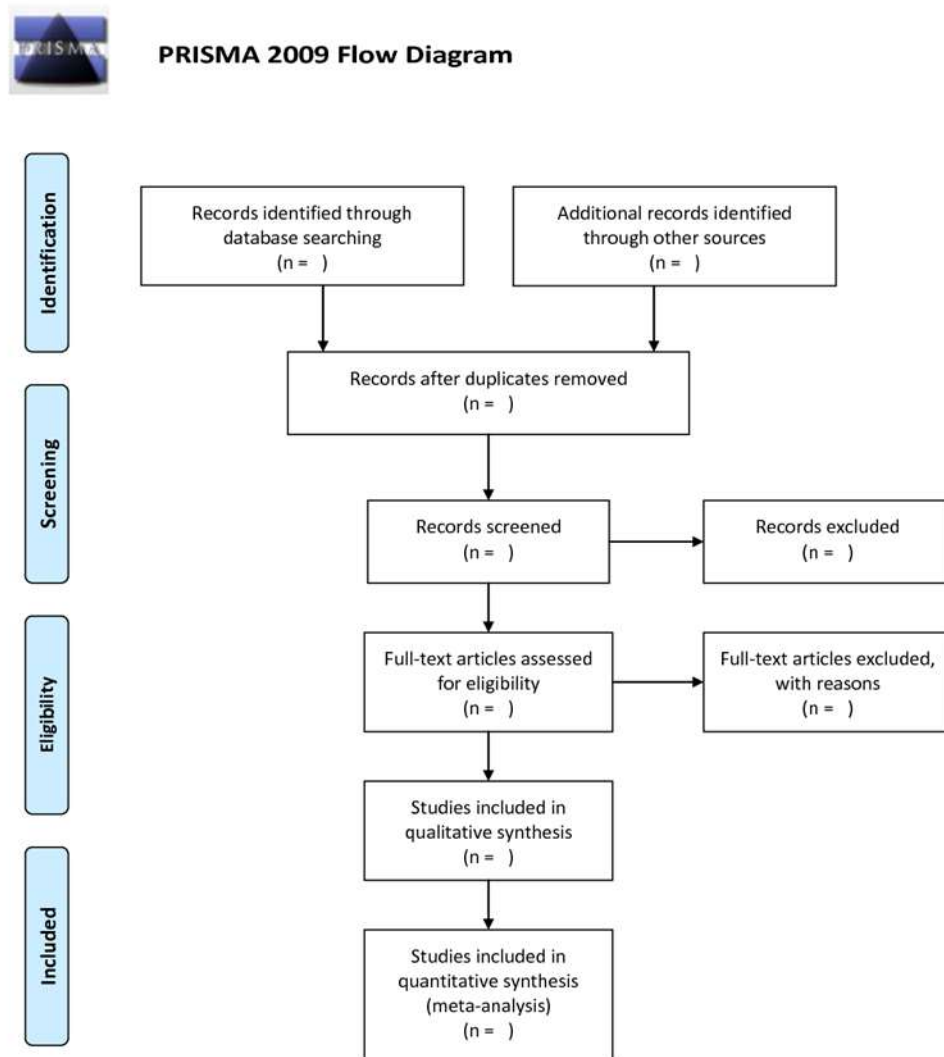 PRISMA
PRISMA 2009 Flow Diagram
Identification
Records identified through
database searching
(n =   )
Additional records identified
through other sources
(n =   )
Records after duplicates removed
(n =   )
Screening
Records screened
(n =   )
Records excluded
(n =   )
Eligibility
Full-text articles assessed
for eligibility
(n =   )
Full-text articles excluded,
with reasons
(n =   )
Studies included in
qualitative synthesis
(n =   )
Included
Studies included in
quantitative synthesis
(meta-analysis)
(n =   )